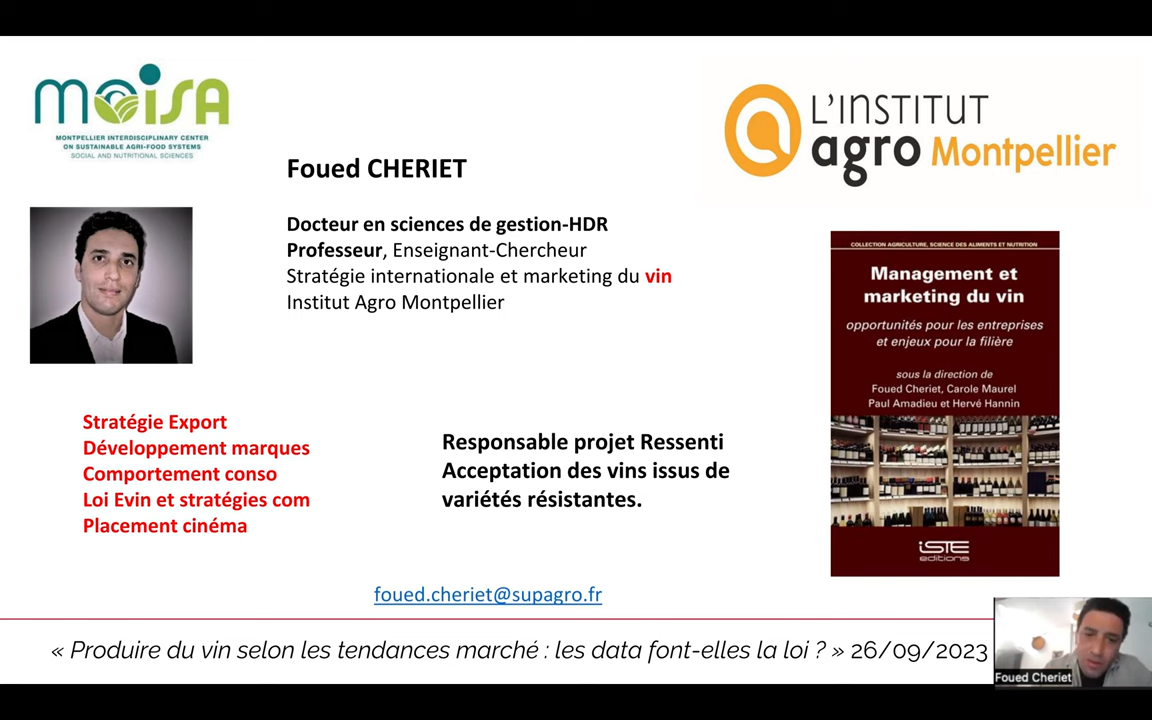 moisa
MONTPELLIER INTERDISCIPLINARY CENTER
ON SUSTAINABLE AGRI-FOOD SYSTEMS
SOCIAL AND NUTRITIONAL SCIENCES
L'INSTITUT
agro Montpellier
Foued CHERIET
Docteur en sciences de gestion-HDR
Professeur, Enseignant-Chercheur
Stratégie internationale et marketing du vin
Institut Agro Montpellier
COLLECTION AGRICULTURE, SCIENCE DES ALIMENTS ET NUTRITION
Management et
marketing du vin
opportunités pour les entreprises
et enjeux pour la filière
sous la direction de
Foued Cheriet, Carole Maurel
Paul Amadieu et Hervé Hannin
iSTE
editions
Stratégie Export
Développement marques
Comportement conso
Loi Evin et stratégies com
Placement cinéma
Responsable projet Ressenti
Acceptation des vins issus de
variétés résistantes.
foued.cheriet@supagro.fr
« Produire du vin selon les tendances marché : les data font-elles la loi ? » 26/09/2023
Foued Cheriet